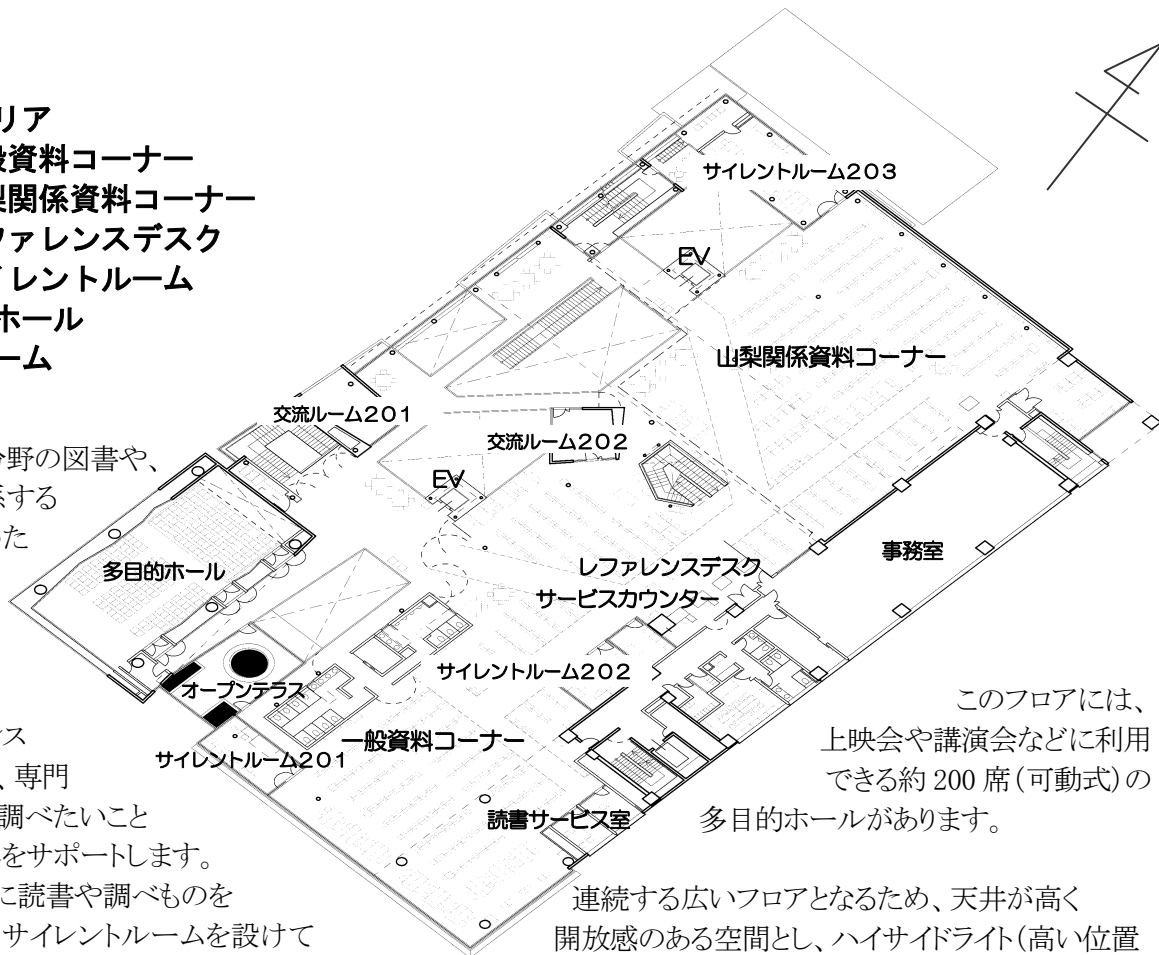 リア
資料コーナー
関係資料コーナー
ファレンスデスク
イレントルーム
ホール
ーム
野の図書や、
する
た
ス
、専門
調べたいこと
をサポートします。
に読書や調べものを
サイレントルームを設けて
サイレントルーム203
EV
山梨関係資料コーナー
交流ルーム201
交流ルーム202
EV
多目的ホール
レファレンスデスク
サービスカウンター
事務室
サイレントルーム202
オープンテラス
一般資料コーナー
サイレントルーム201
読書サービス室
このフロアには、
上映会や講演会などに利用
できる約200席(可動式)の
多目的ホールがあります。
連続する広いフロアとなるため、天井が高く
開放感のある空間とし、ハイサイドライト(高い位置